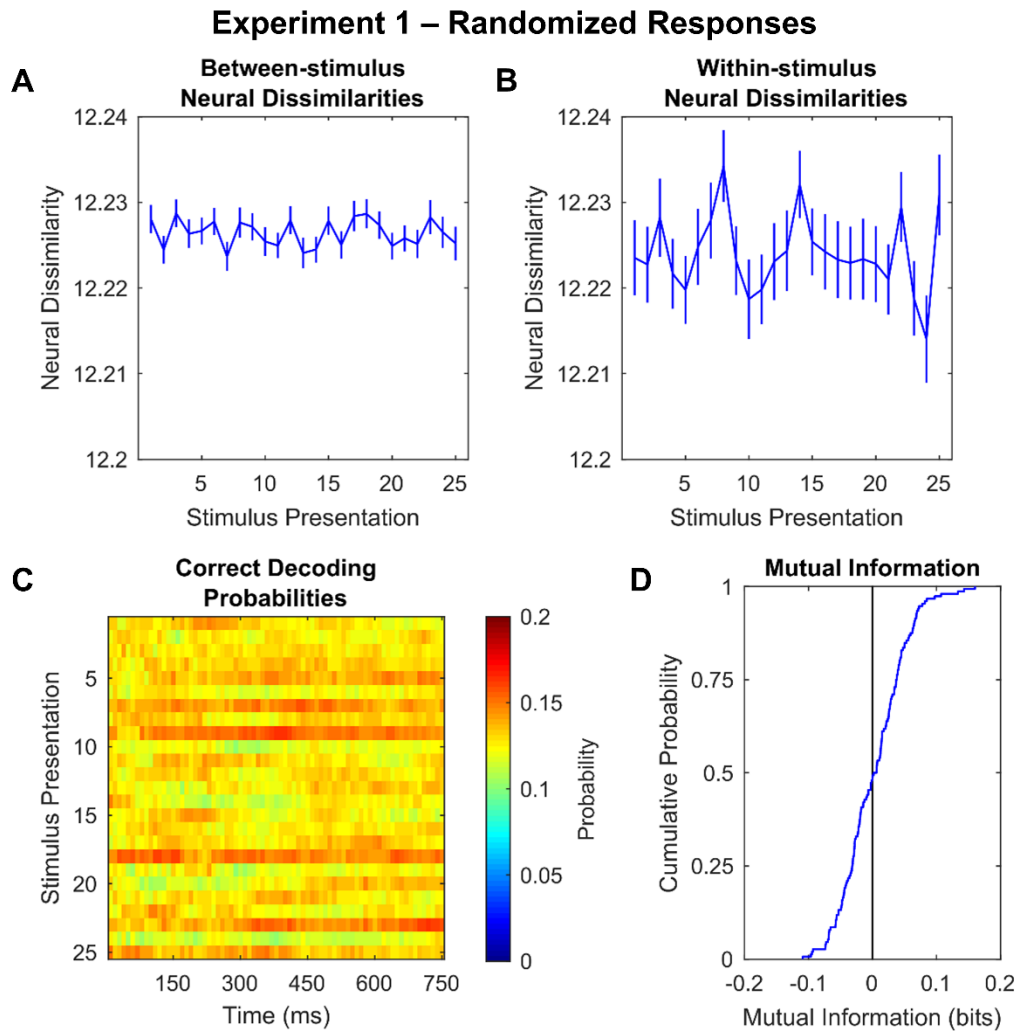 Experiment 1 – Randomized Responses
A
Between-stimulus
Neural Dissimilarities
Neural Dissimilarity
12.24
12.23
12.22
12.21
12.2
5 10 15 20 25
Stimulus Presentation
B
Within-stimulus
Neural Dissimilarities
Neural Dissimilarity
12.24
12.23
12.22
12.21
12.2
5 10 15 20 25
Stimulus Presentation
C
Correct Decoding
Probabilities
Stimulus Presentation
5
10
15
20
25
150 300 450 600 750
Time (ms)
0.2
0.15
0.1
0.05
0
Probability
D
Mutual Information
Cumulative Probability
1
0.75
0.5
0.25
0
-0.2 -0.1 0 0.1 0.2
Mutual Information (bits)